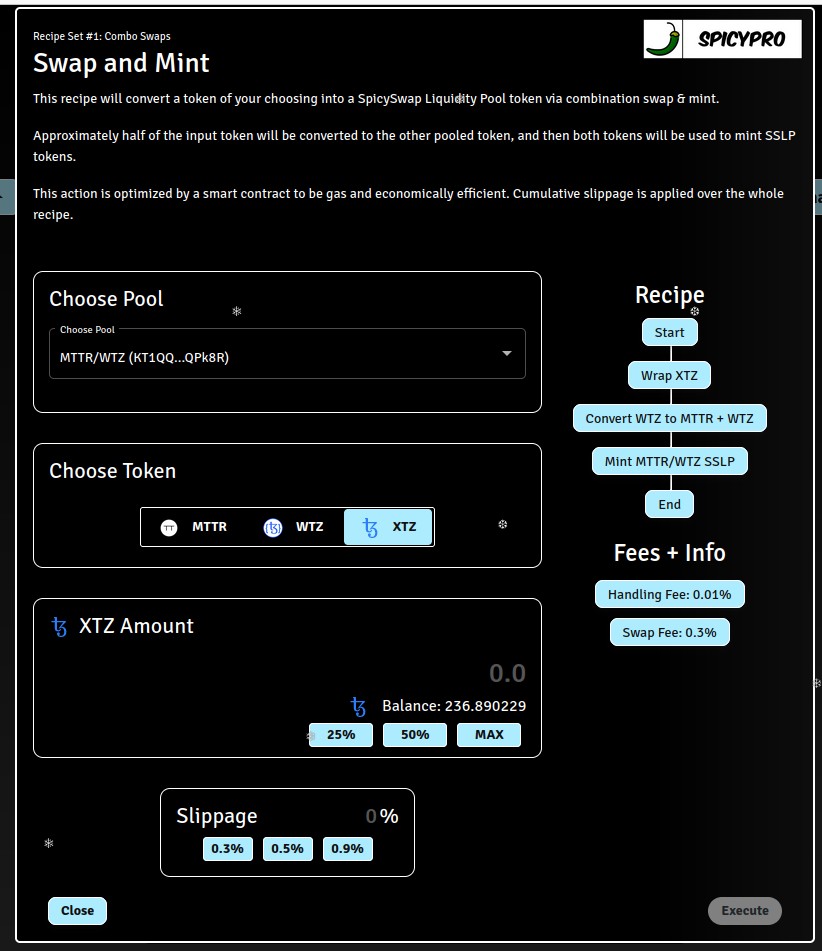 Recipe Set #1: Combo Swaps
SPICYPRO
Swap and Mint
This recipe will convert a token of your choosing into a SpicySwap Liquidity Pool token via combination swap & mint.
Approximately half of the input token will be converted to the other pooled token, and then both tokens will be used to mint SSLP
tokens.
This action is optimized by a smart contract to be gas and economically efficient. Cumulative slippage is applied over the whole
recipe.
Choose Pool
Choose Pool
MTTR/WTZ (KT1QQ...QPk8R)
Choose Token
MTTR WTZ XTZ
XTZ Amount
0.0
Balance: 236.890229
25% 50% MAX
Slippage 0 %
0.3% 0.5% 0.9%
Recipe
Start
Wrap XTZ
Convert WTZ to MTTR + WTZ
Mint MTTR/WTZ SSLP
End
Fees + Info
Handling Fee: 0.01%
Swap Fee: 0.3%
Close
Execute